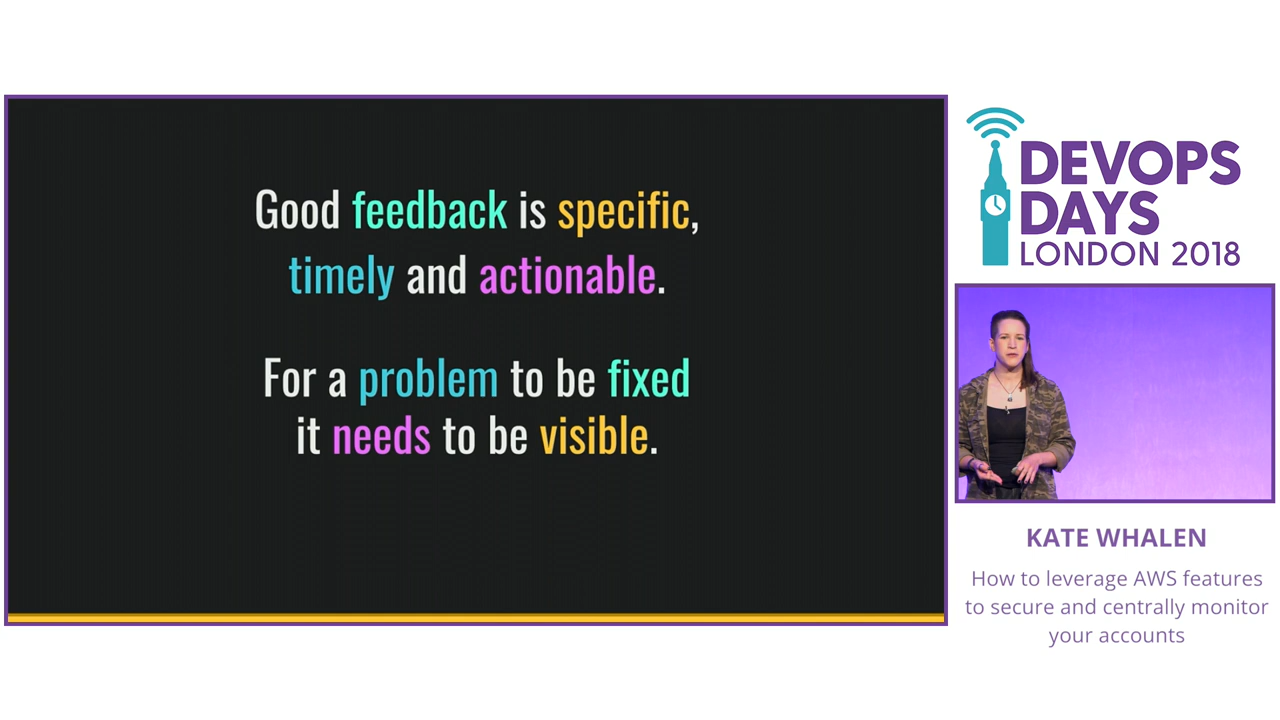 Good feedback is specific,
timely and actionable.
For a problem to be fixed
it needs to be visible.
DEVOPS
DAYS
LONDON 2018
KATE WHALEN
How to leverage AWS features
to secure and centrally monitor
your accounts